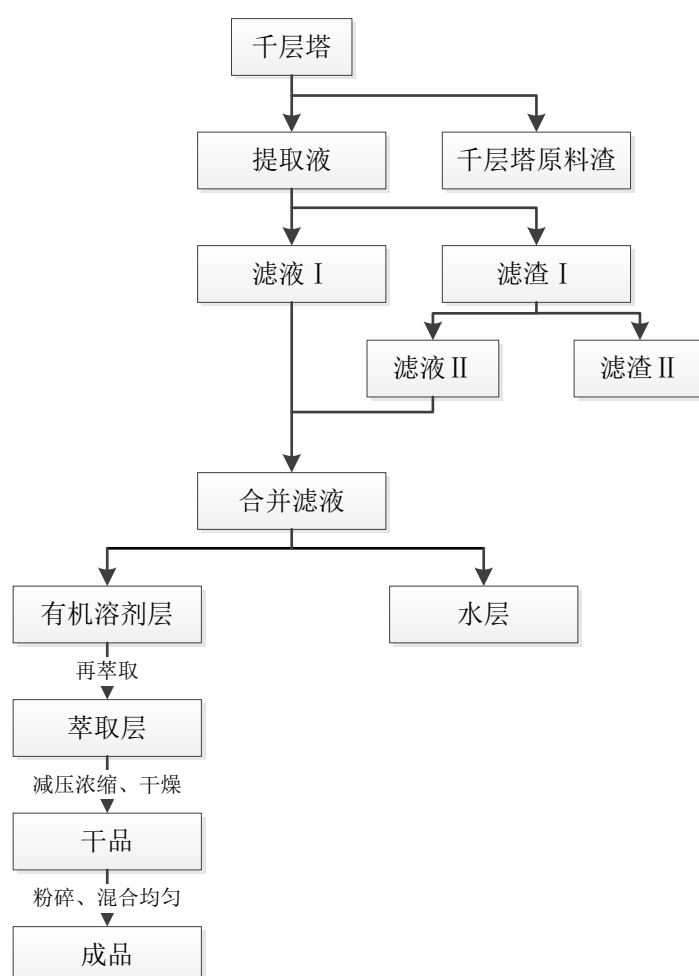 千层塔
提取液
千层塔原料渣
滤液Ⅰ
滤渣Ⅰ
滤液Ⅱ
滤渣Ⅱ
合并滤液
有机溶剂层
水层
再萃取
萃取层
减压浓缩、干燥
干品
粉碎、混合均匀
成品